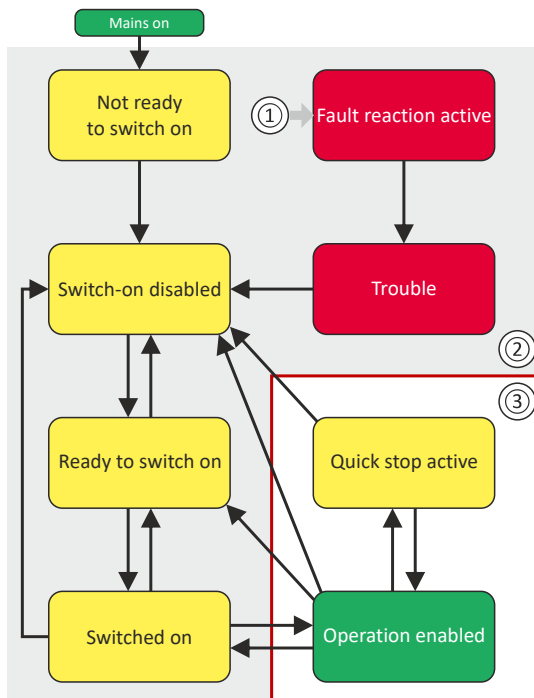 Mains on
Not ready
to switch on
①
Fault reaction active
Switch-on disabled
Trouble
②
③
Ready to switch on
Quick stop active
Switched on
Operation enabled